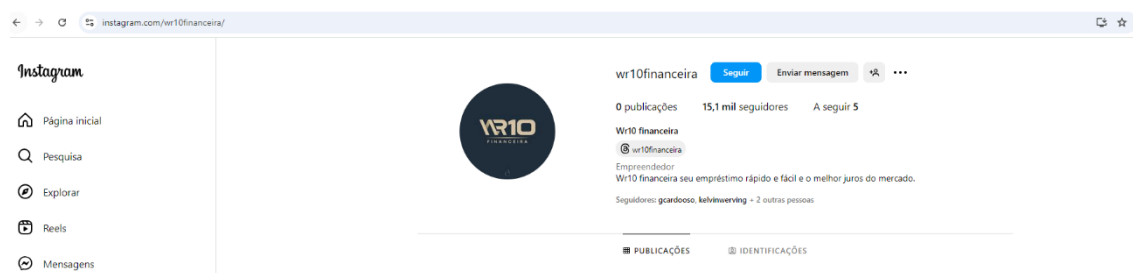 instagram.com/wr10financeira/
Instagram
Página inicial
Pesquisa
Explorar
Reels
Mensagens
WR10
FINANCEIRA
wr10financeira Seguir Enviar mensagem
0 publicações 15,1 mil seguidores A seguir 5
Wr10 financeira
wr10financeira
Empreendedor
Wr10 financeira seu empréstimo rápido e fácil e o melhor juros do mercado.
Seguidores: gcardooso, kelvinwerving + 2 outras pessoas
PUBLICAÇÕES IDENTIFICAÇÕES